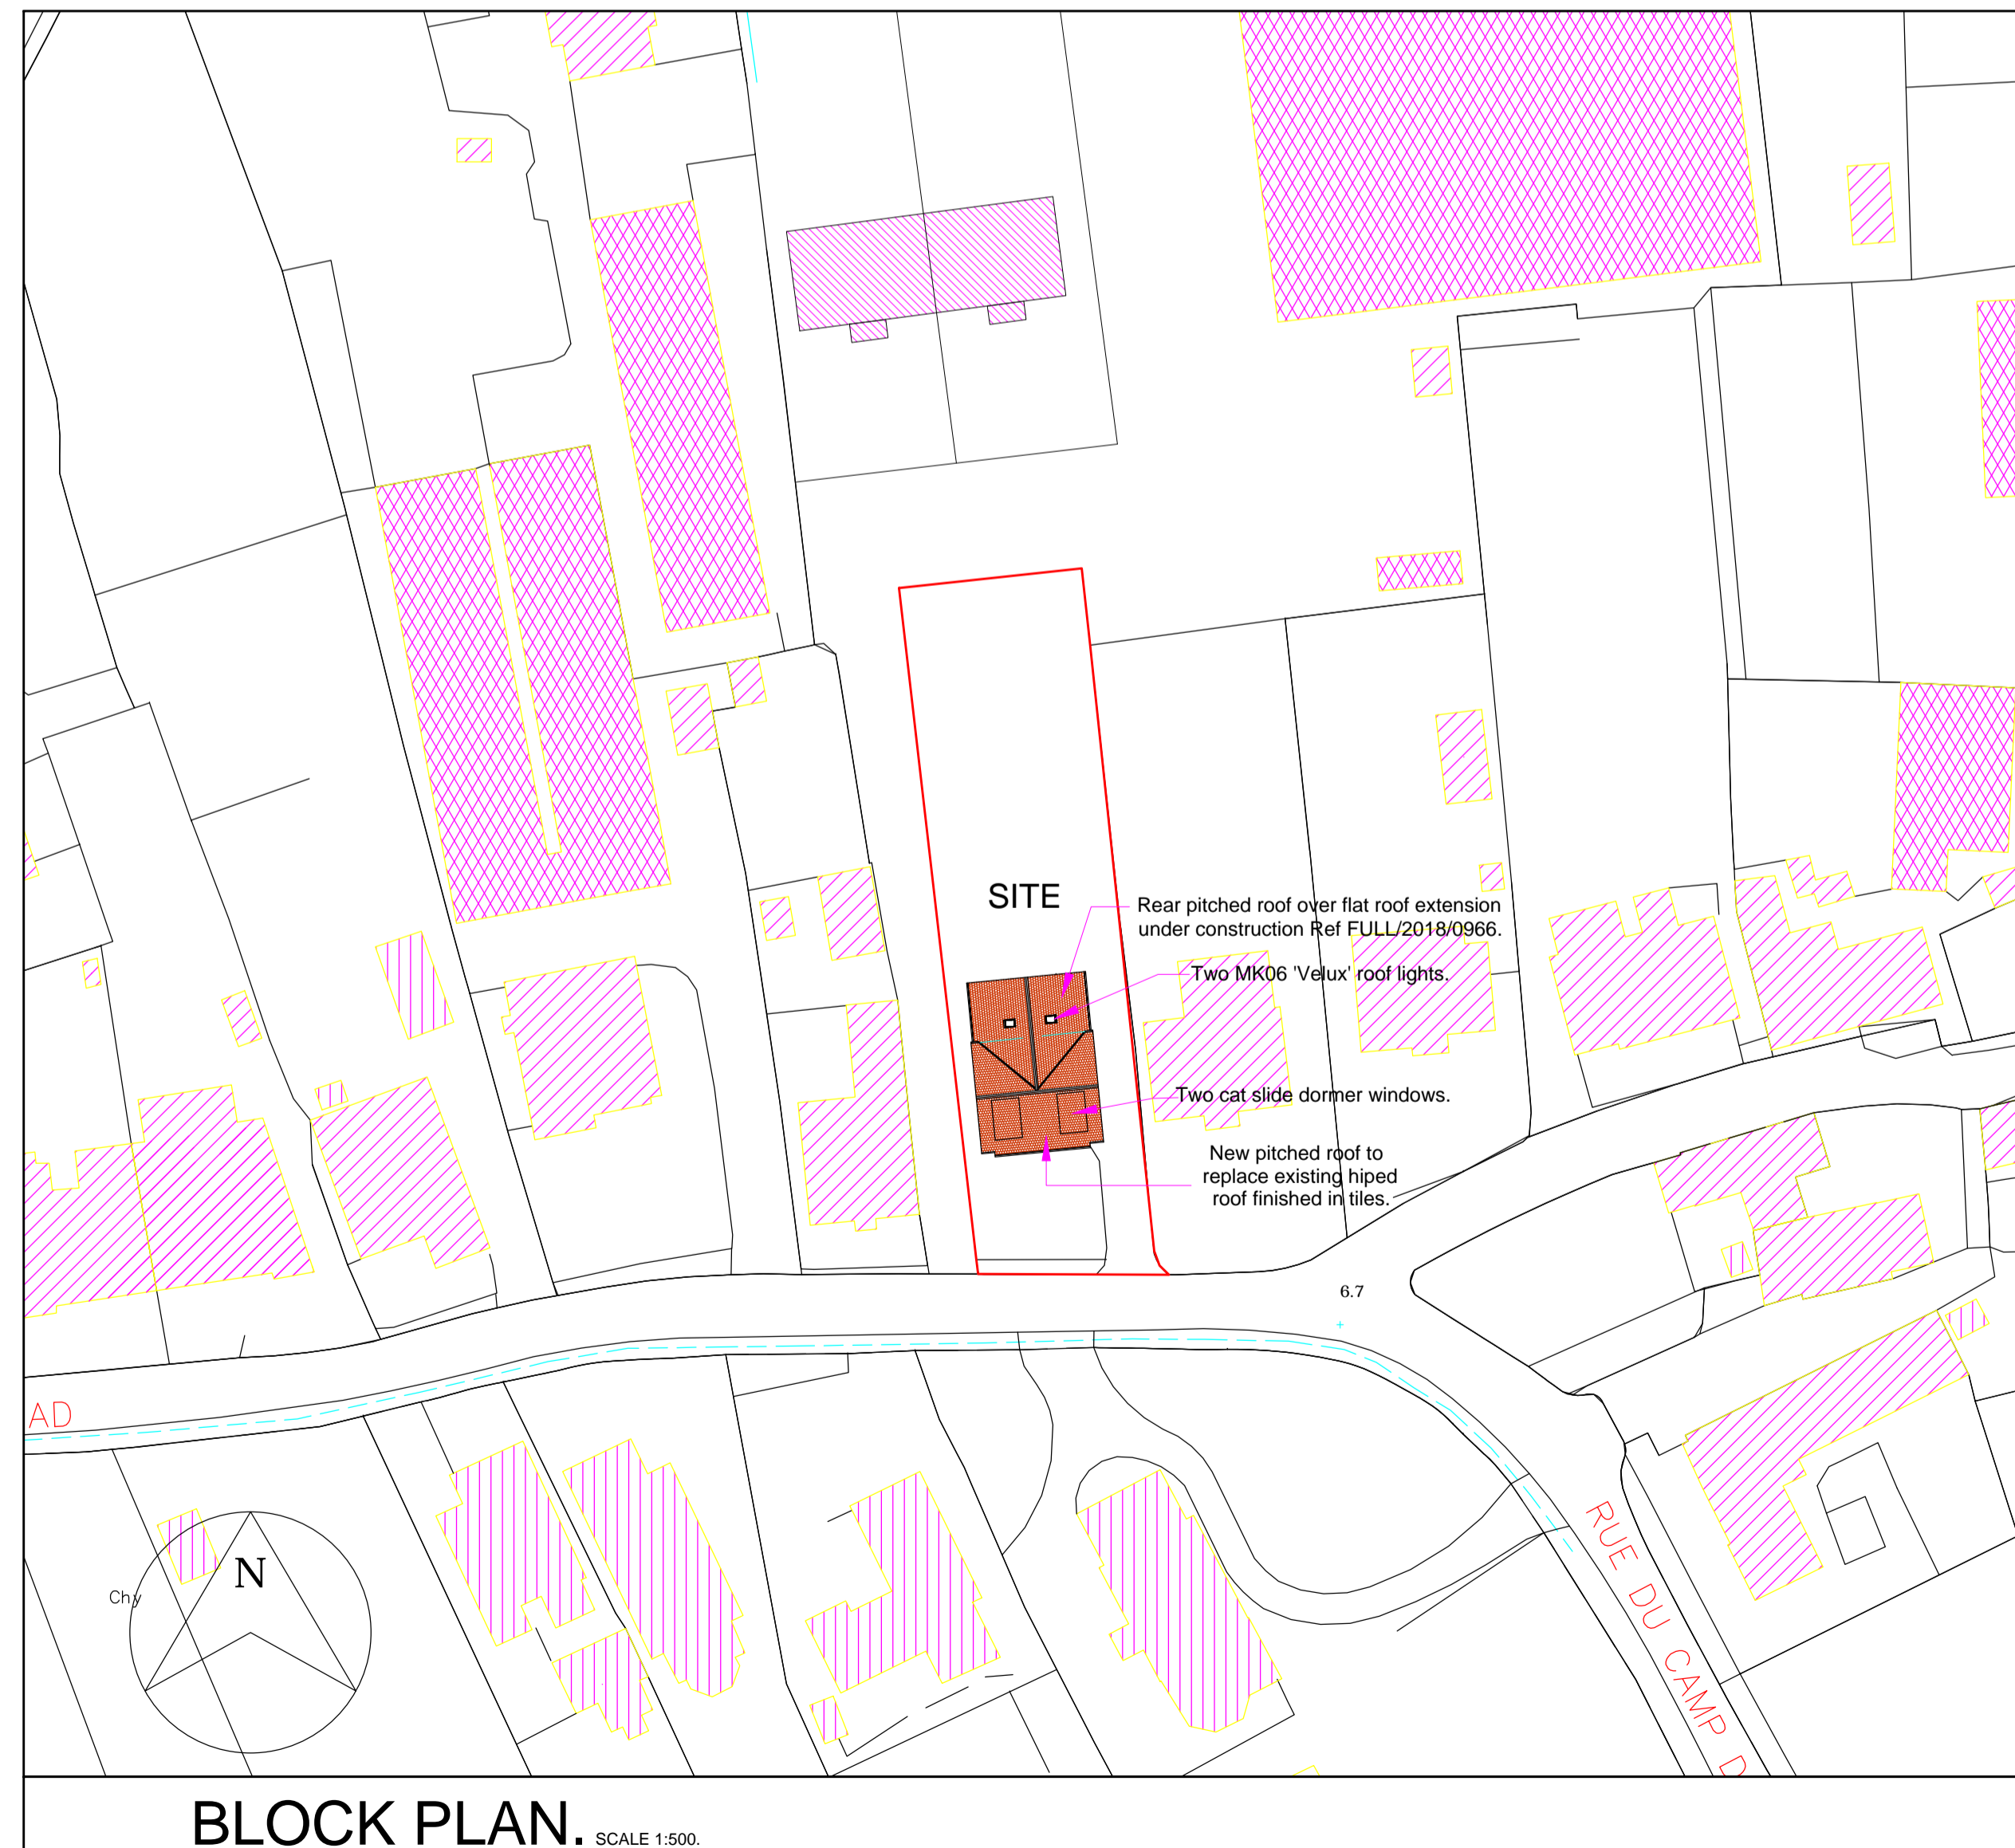 SITE
Rear pitched roof over flat roof extension
under construction Ref FULL/2018/0966.
Two MK06 'Velux' roof lights.
Two cat slide dormer windows.
New pitched roof to
replace existing hiped
roof finished in tiles.
6.7
AD
RUE DU CAMP D
N
Chy
BLOCK PLAN. SCALE 1:500.